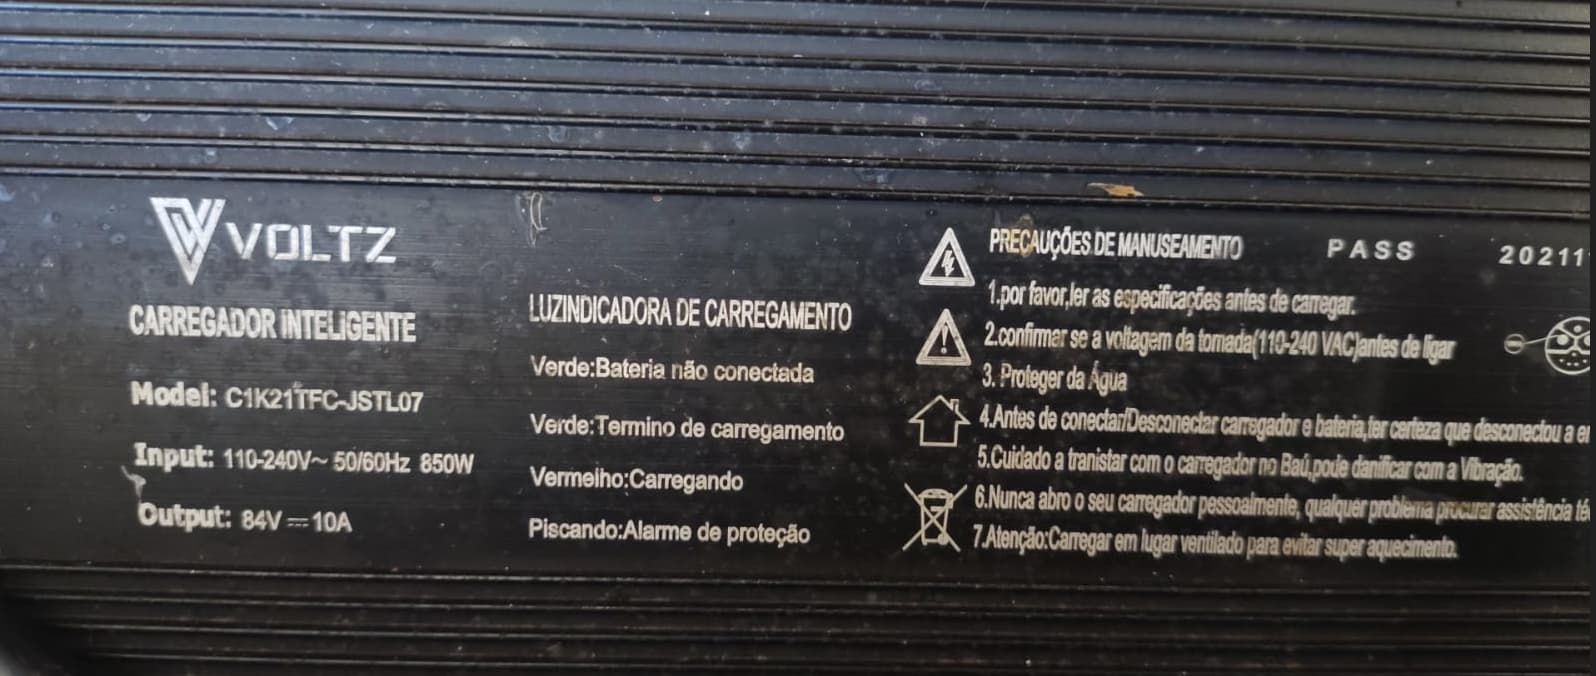 VOLTZ
CARREGADOR INTELIGENTE
Model: C1K21TFC-JSTL07
Input: 110-240V~ 50/60Hz 850W
Output: 84V⎓10A
LUZINDICADORA DE CARREGAMENTO
Verde:Bateria não conectada
Verde:Termino de carregamento
Vermelho:Carregando
Piscando:Alarme de proteção
PRECAUÇÕES DE MANUSEAMENTO PASS 20211
1.por favor,ler as especificações antes de carregar.
2.confirmar se a voltagem da tomada(110-240 VAC)antes de ligar
3. Proteger da Água
4.Antes de conectar/Desconectar carregador e bateria,ter certeza que desconectou a
5.Cuidado a tranistar com o carregador no Baú,pode danificar com a Vibração.
6.Nunca abro o seu carregador pessoalmente, qualquer problema procurar assistência
7.Atenção:Carregar em lugar ventilado para evitar super aquecimento.